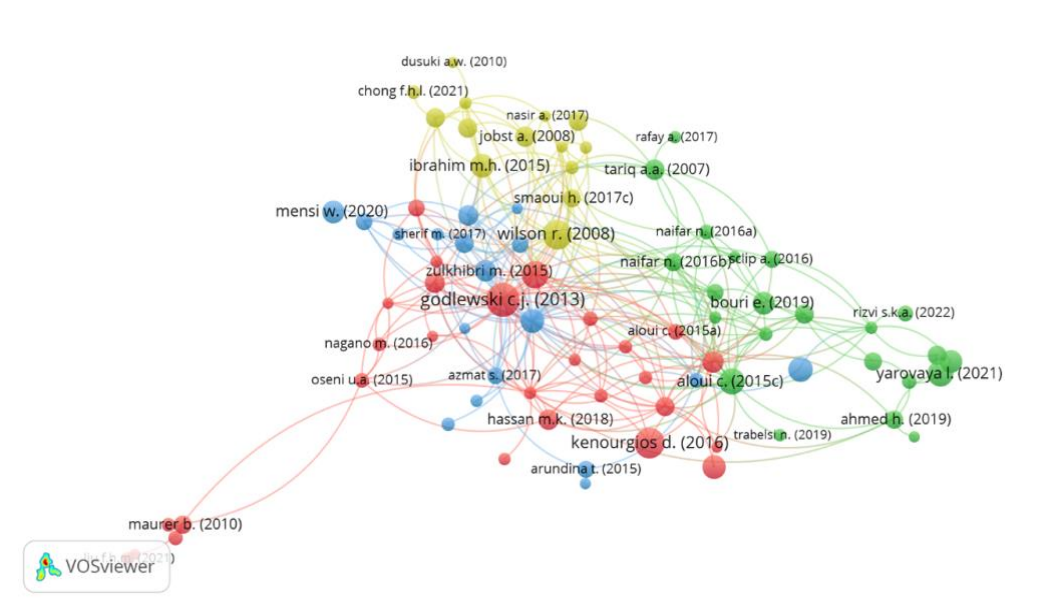 dusuki a.w. (2010)
chong f.h.l. (2021)
nasir a. (2017)
jobst a. (2008)
rafay a. (2017)
ibrahim m.h. (2015)
tariq a.a. (2007)
smaoui h. (2017c)
mensi w. (2020)
sherif m. (2017)
wilson r. (2008)
naifar n. (2016a)
naifar n. (2016b)
sclip a. (2016)
zulkhibri m. (2015)
godlewski c.j. (2013)
bouri e. (2019)
rizvi s.k.a. (2022)
aloui c. (2015a)
nagano m. (2016)
oseni u.a. (2015)
azmat s. (2017)
aloui c. (2015c)
yarovaya l. (2021)
hassan m.k. (2018)
ahmed h. (2019)
kenourgios d. (2016)
trabelsi n. (2019)
arundina t. (2015)
maurer b. (2010)
(2021)
VOSviewer